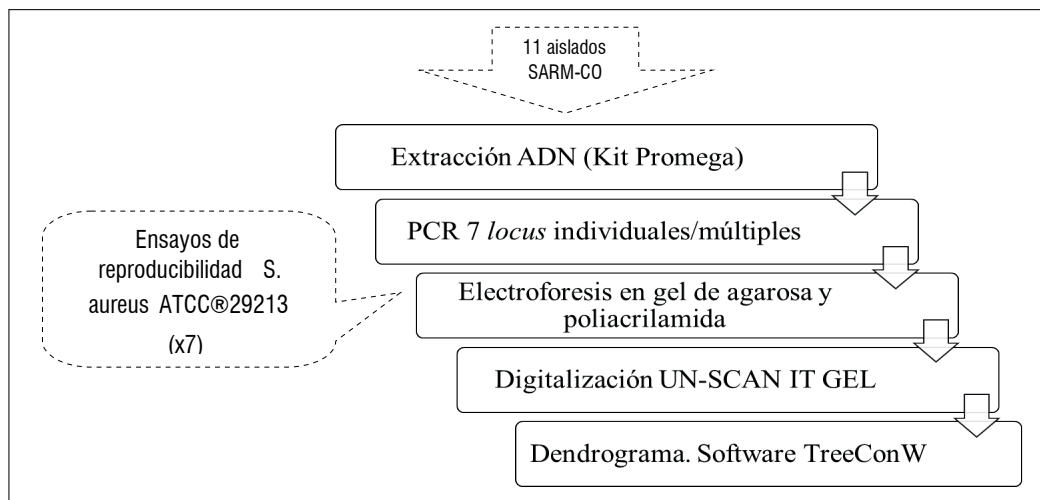 11 aislados
SARM-CO
Extracción ADN (Kit Promega)
PCR 7 locus individuales/múltiples
Ensayos de
reproducibilidad S.
aureus ATCC®29213
(x7)
Electroforesis en gel de agarosa y
poliacrilamida
Digitalización UN-SCAN IT GEL
Dendrograma. Software TreeConW